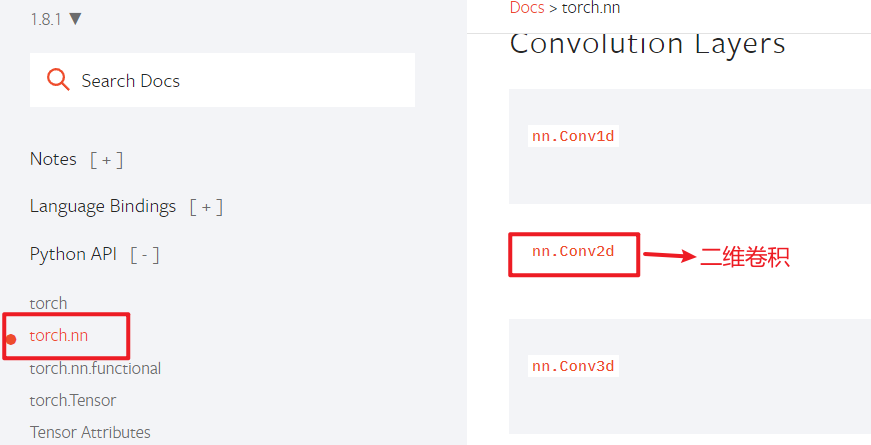 1.8.1 ▼
Search Docs
Notes [ + ]
Language Bindings [ + ]
Python API [ - ]
torch
torch.nn
torch.nn.functional
torch.Tensor
Tensor Attributes
Docs > torch.nn
Convolution Layers
nn.Conv1d
nn.Conv2d 二维卷积
nn.Conv3d